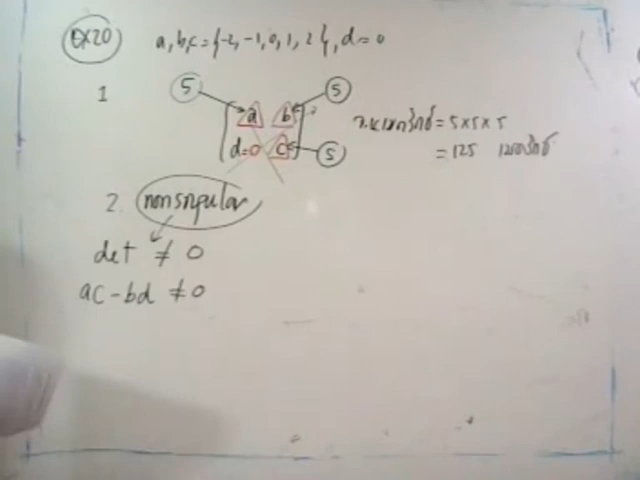 EX20 a,b,c={-2,-1,0,1,2}, d=0
1 5 5
a b
= 5×5×5
d=0 c 5
= 125
2. nonsingular
det ≠ 0
ac-bd ≠0